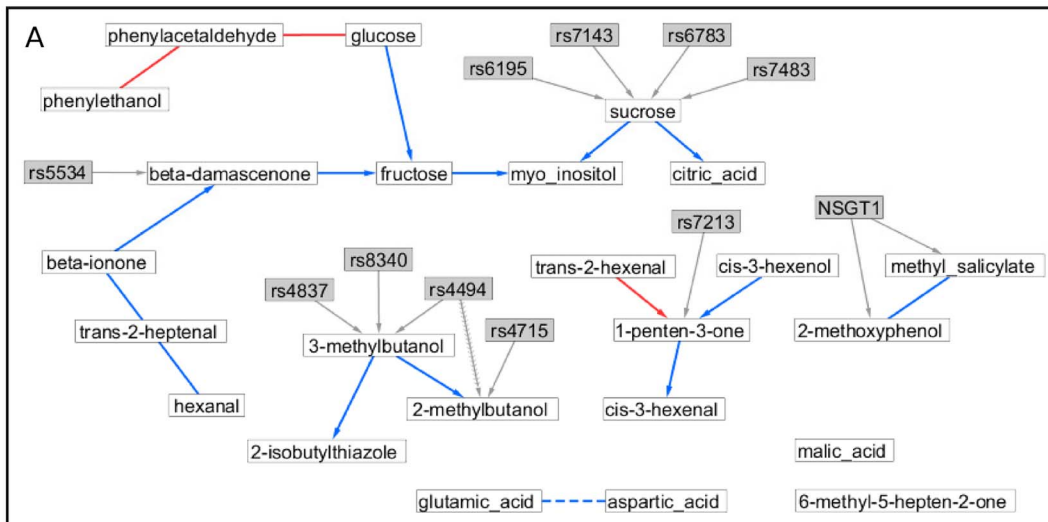 A
phenylacetaldehyde
glucose
rs7143
rs6783
rs6195
rs7483
phenylethanol
sucrose
rs5534
beta-damascenone
fructose
myo_inositol
citric_acid
NSGT1
rs7213
beta-ionone
rs8340
trans-2-hexenal
cis-3-hexenol
methyl_salicylate
rs4837
rs4494
trans-2-heptenal
rs4715
1-penten-3-one
2-methoxyphenol
3-methylbutanol
hexanal
2-methylbutanol
cis-3-hexenal
2-isobutylthiazole
malic_acid
glutamic_acid
aspartic_acid
6-methyl-5-hepten-2-one